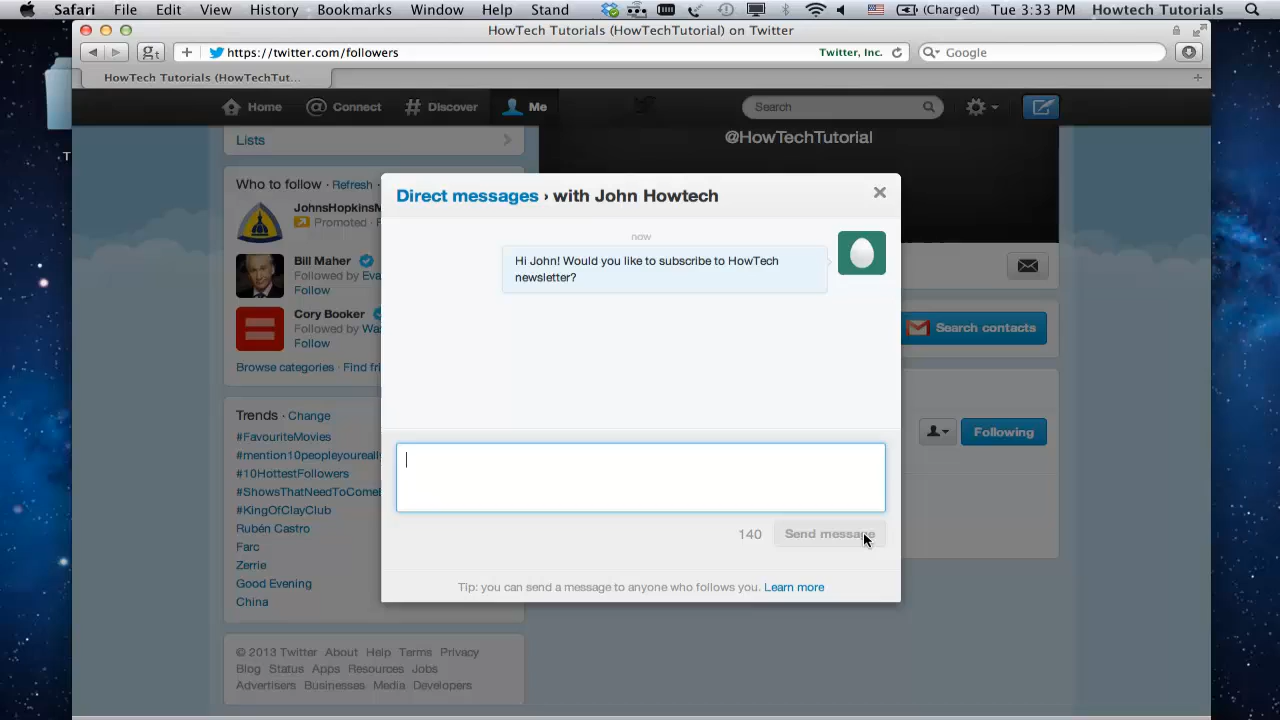 Safari File Edit View History Bookmarks Window Help Stand (Charged) Tue 3:33 PM Howtech Tutorials
HowTech Tutorials (HowTechTutorial) on Twitter
https://twitter.com/followers Twitter, Inc. Google
HowTech Tutorials (HowTechTut...
Home Connect Discover Me Search
Lists
@HowTechTutorial
Who to follow · Refresh
JohnsHopkinsM
Promoted · F
Bill Maher
Followed by Eva
Follow
Cory Booker
Followed by Was
Follow
Browse categories · Find fri
Search contacts
Direct messages › with John Howtech
now
Hi John! Would you like to subscribe to HowTech
newsletter?
140 Send message
Tip: you can send a message to anyone who follows you. Learn more
Following
Trends · Change
#FavouriteMovies
#mention10peopleyoureall
#10HottestFollowers
#ShowsThatNeedToComeB
#KingOfClayClub
Rubén Castro
Farc
Zerrie
Good Evening
China
© 2013 Twitter About Help Terms Privacy
Blog Status Apps Resources Jobs
Advertisers Businesses Media Developers